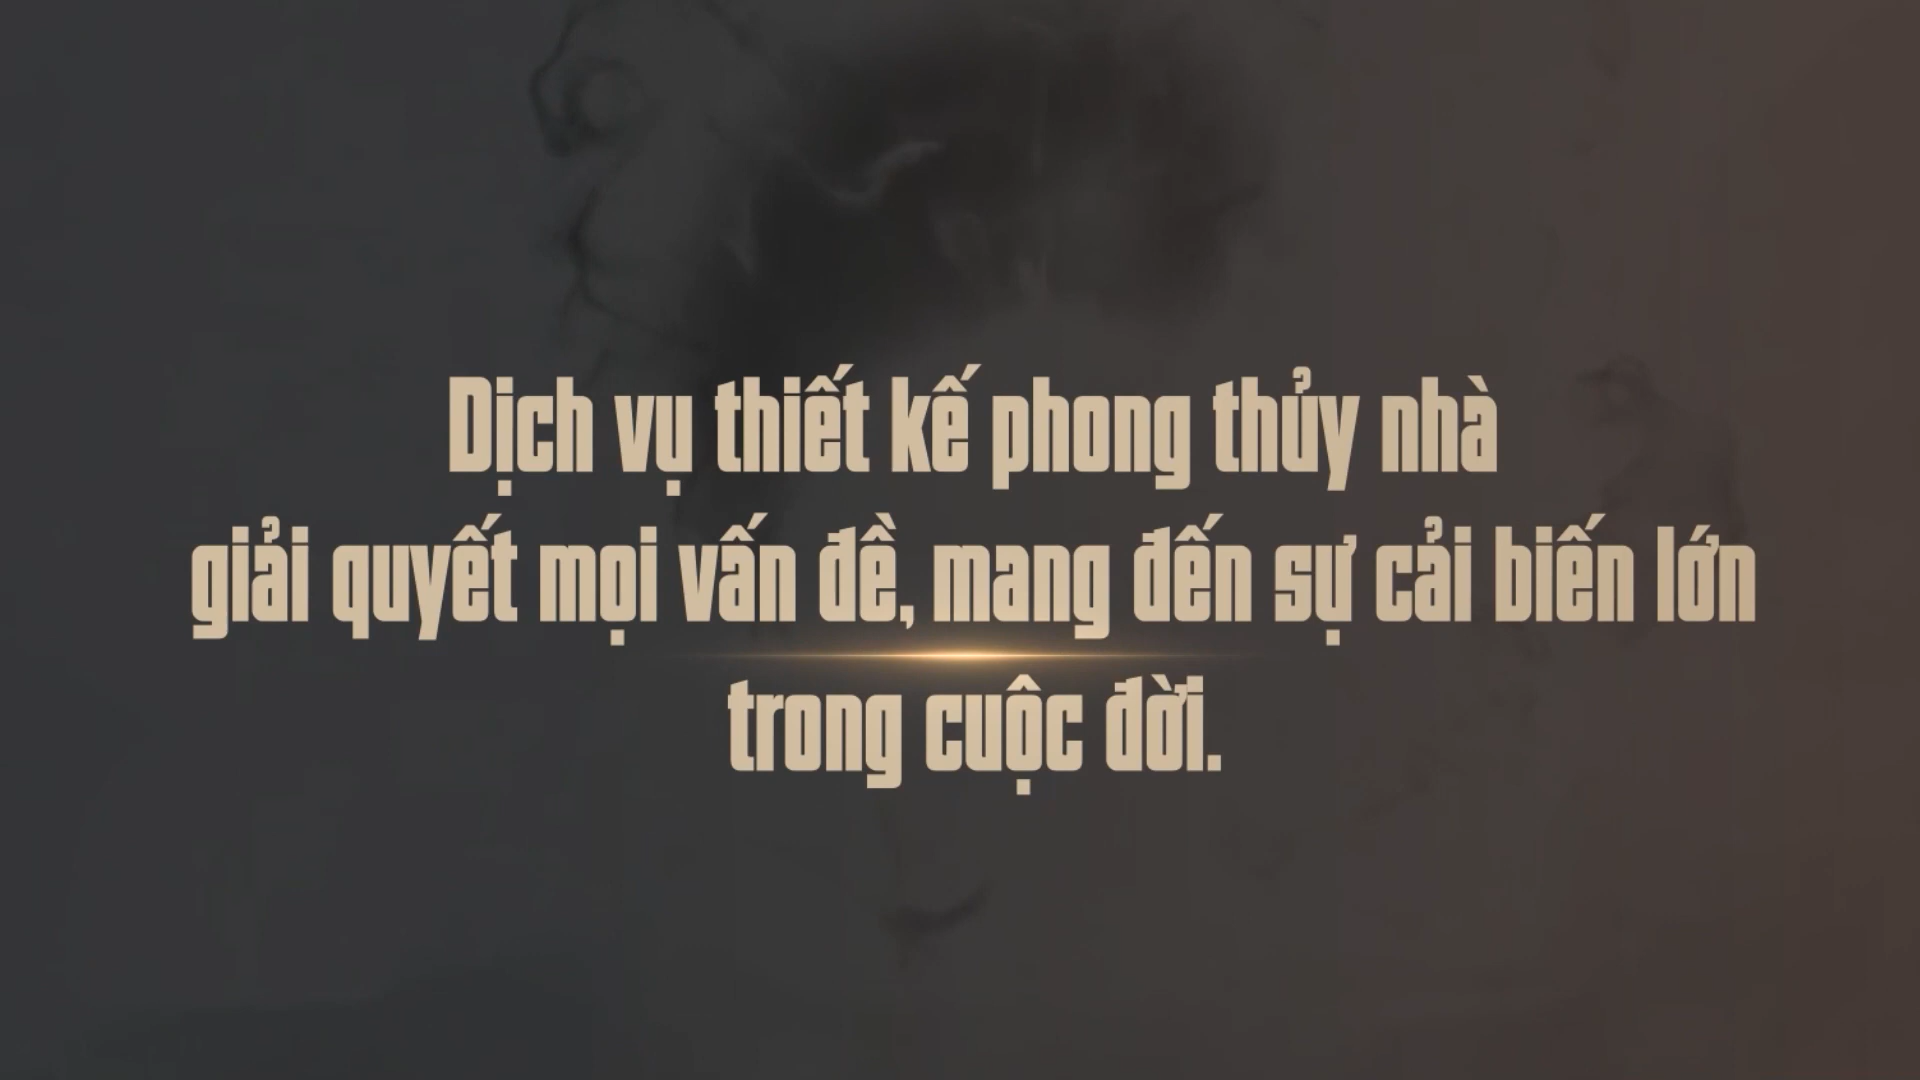 Dịch vụ thiết kế phong thủy nhà
giải quyết mọi vấn đề, mang đến sự cải biến lớn
trong cuộc đời.